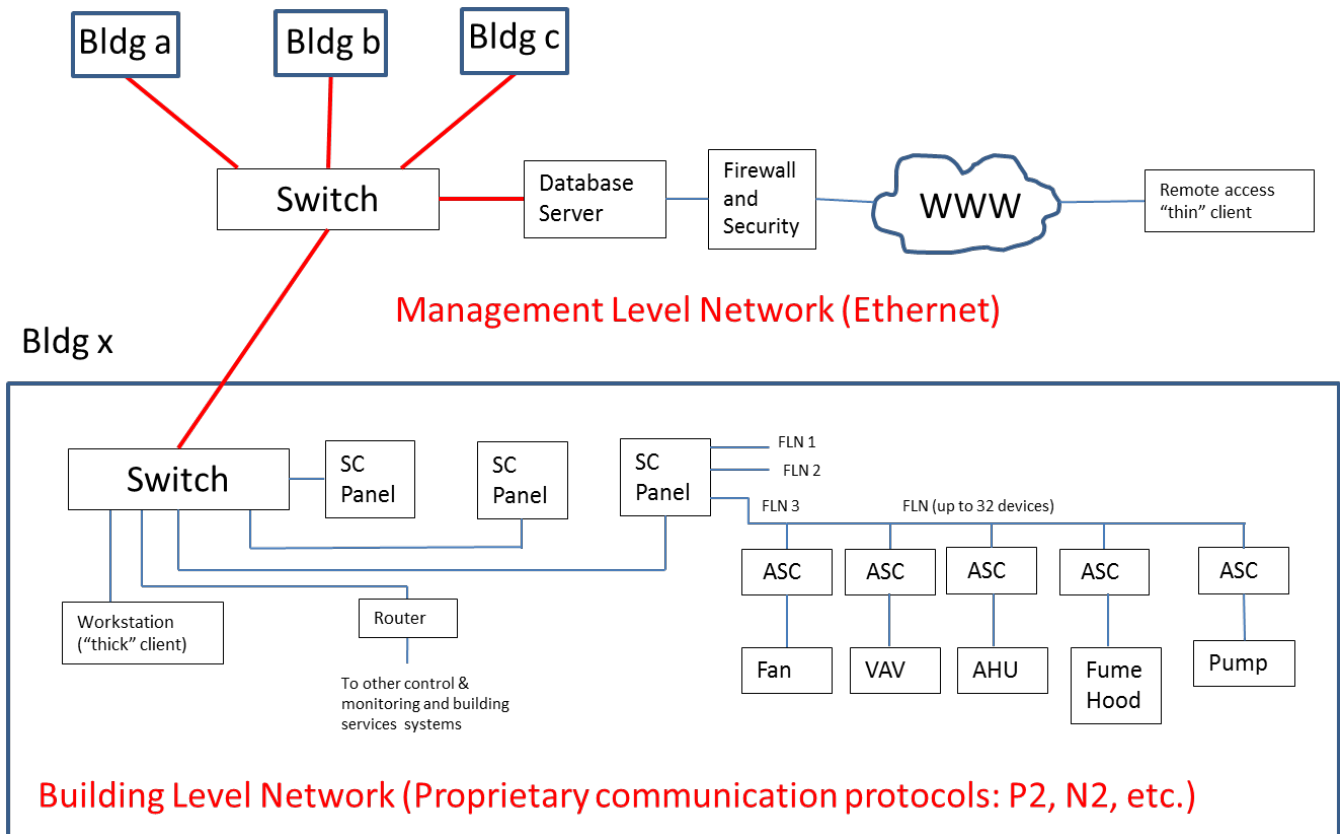 Bldg a
Bldg b
Bldg c
Switch
Database
Server
Firewall
and
Security
WWW
Remote access
“thin” client
Management Level Network (Ethernet)
Bldg x
Switch
SC
Panel
SC
Panel
SC
Panel
FLN 1
FLN 2
FLN 3
FLN (up to 32 devices)
ASC
ASC
ASC
ASC
ASC
Workstation
(“thick” client)
Router
To other control &
monitoring and building
services systems
Fan
VAV
AHU
Fume
Hood
Pump
Building Level Network (Proprietary communication protocols: P2, N2, etc.)